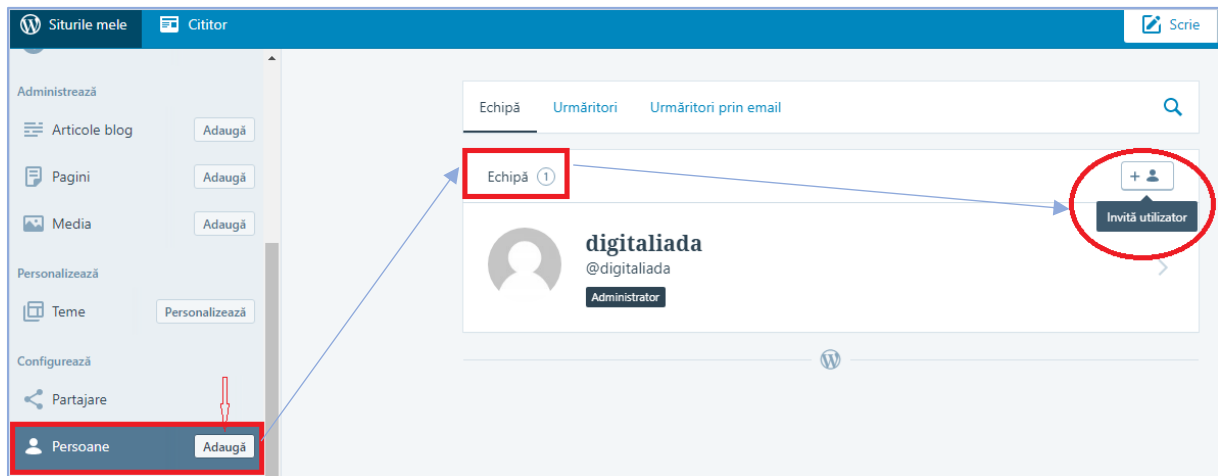 Siturile mele
Cititor
Scrie
Administrează
Articole blog
Adaugă
Pagini
Adaugă
Media
Adaugă
Personalizează
Teme
Personalizează
Configurează
Partajare
Persoane
Adaugă
Echipă
Urmăritori
Urmăritori prin email
Echipă 1
+
Invită utilizator
digitaliada
@digitaliada
Administrator